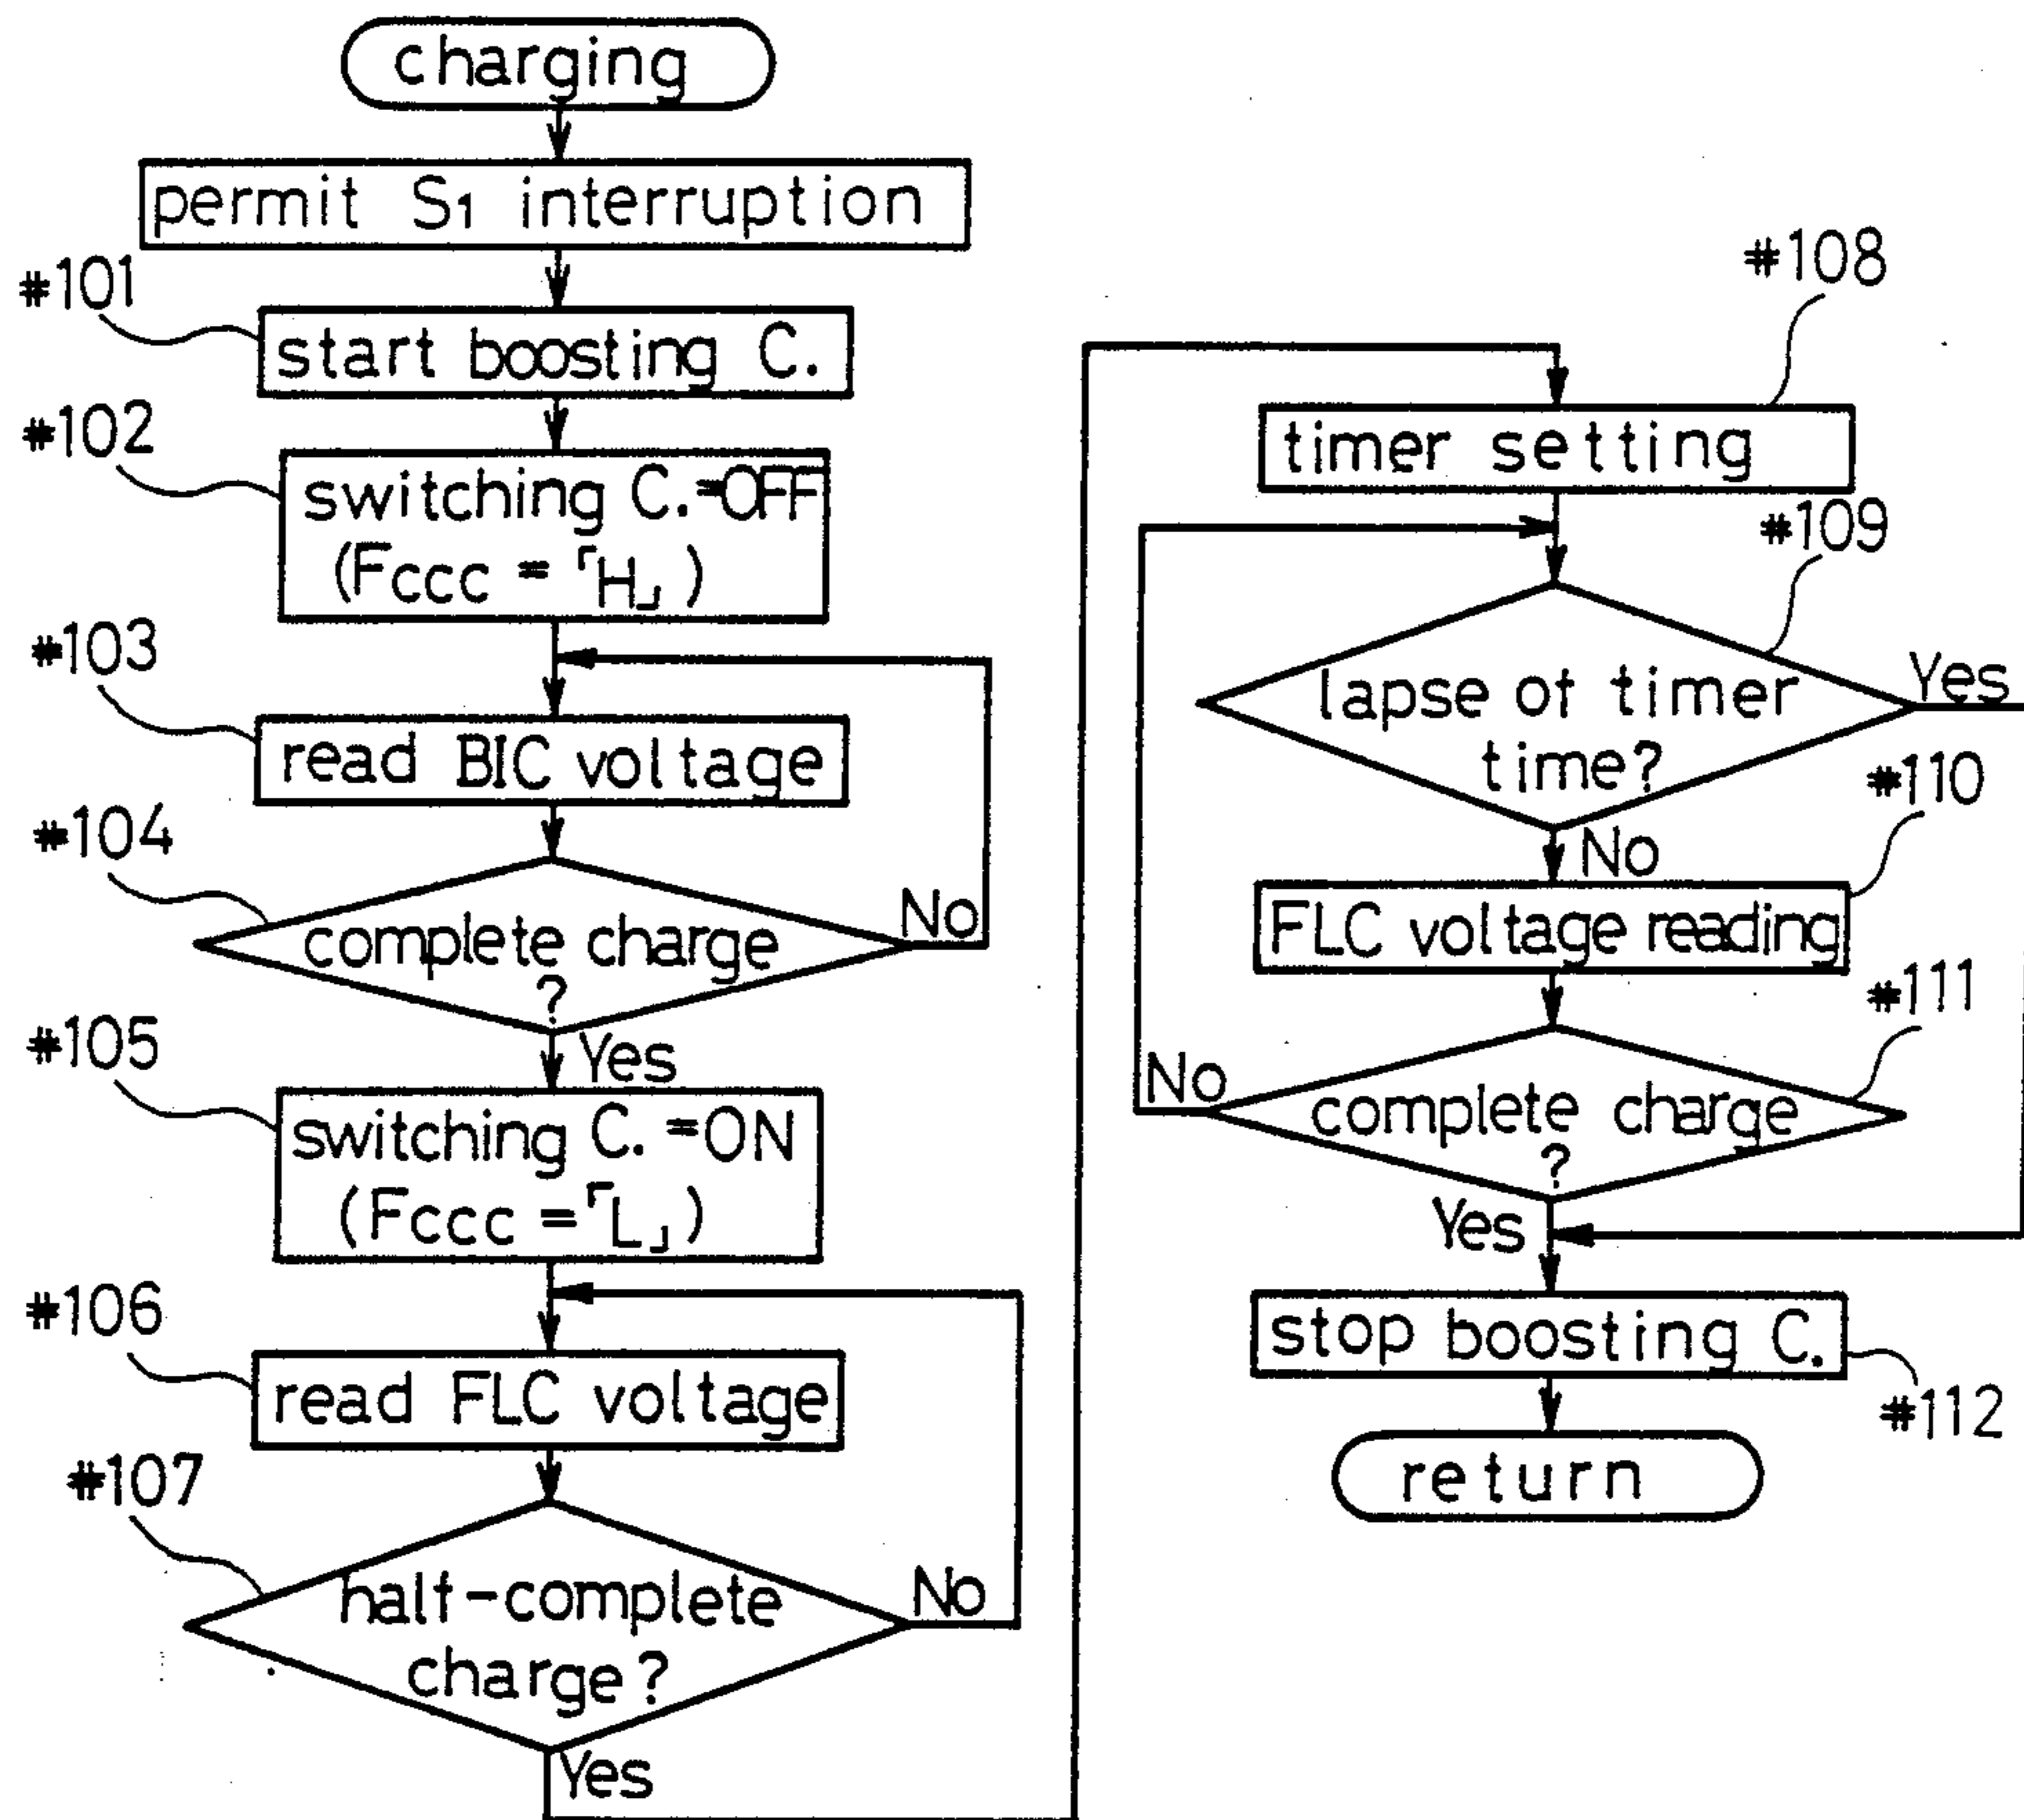 charging
permit S1 interruption
#101
start boosting C.
#102
switching C.=OFF
(Fccc = 「H」)
#103
read BIC voltage
#104
complete charge
?
No
Yes
#105
switching C.=ON
(Fccc =「L」)
#106
read FLC voltage
#107
half-complete
charge?
No
Yes
#108
timer setting
#109
lapse of timer
time?
Yes
No
#110
FLC voltage reading
#111
complete charge
?
No
Yes
stop boosting C.
#112
return